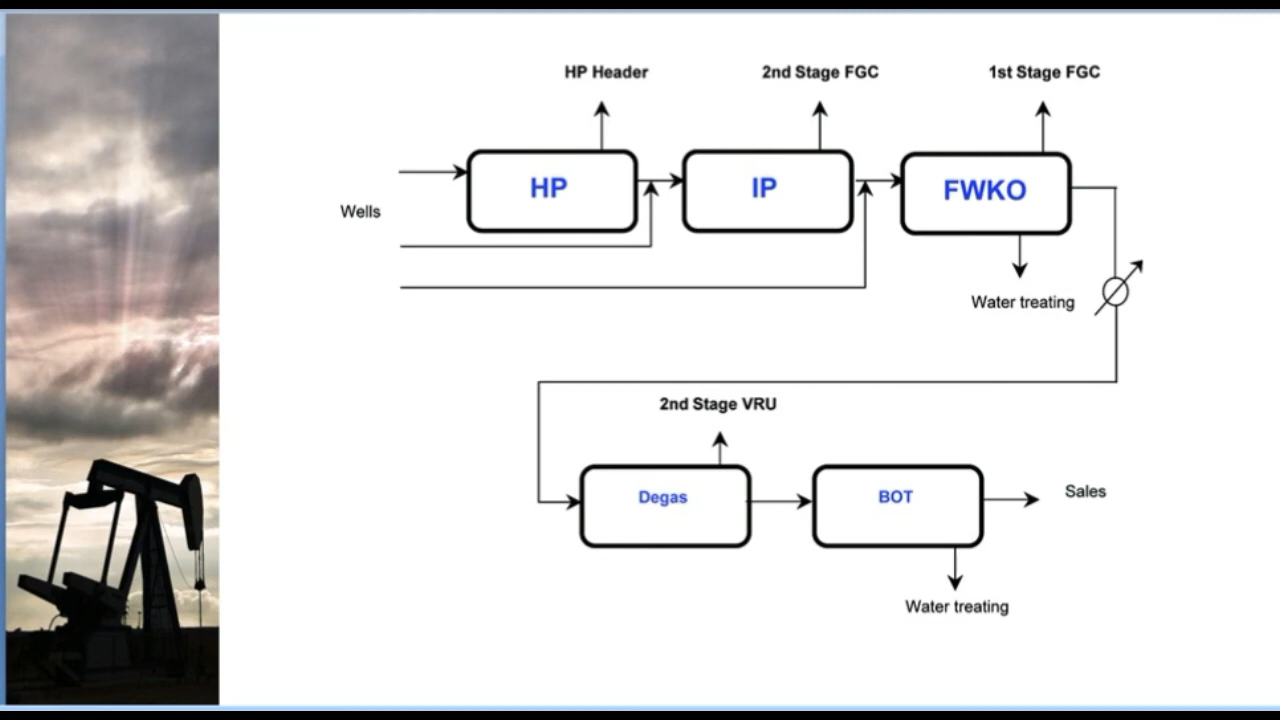 HP Header
2nd Stage FGC
1st Stage FGC
HP
IP
FWKO
Wells
Water treating
2nd Stage VRU
Degas
BOT
Sales
Water treating